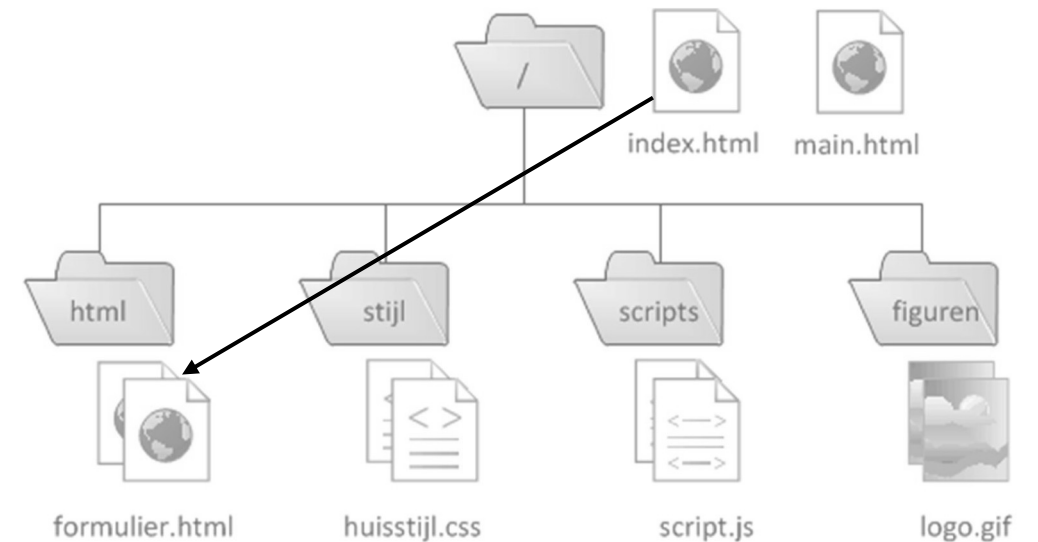 /
index.html
main.html
html
stijl
scripts
figuren
formulier.html
huisstijl.css
script.js
logo.gif